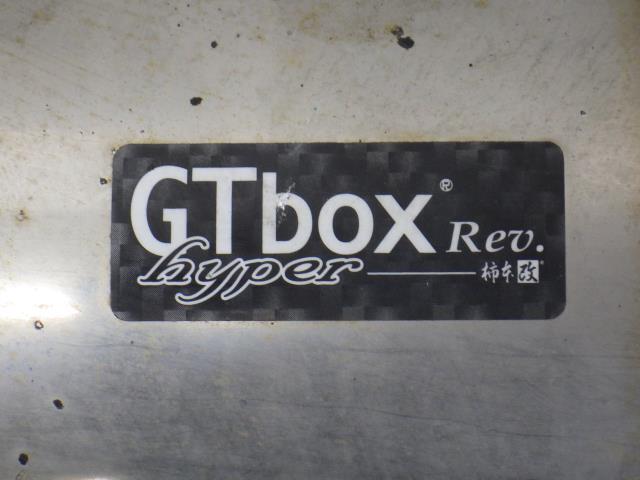 GTbox® Rev.
hyper 柿本改